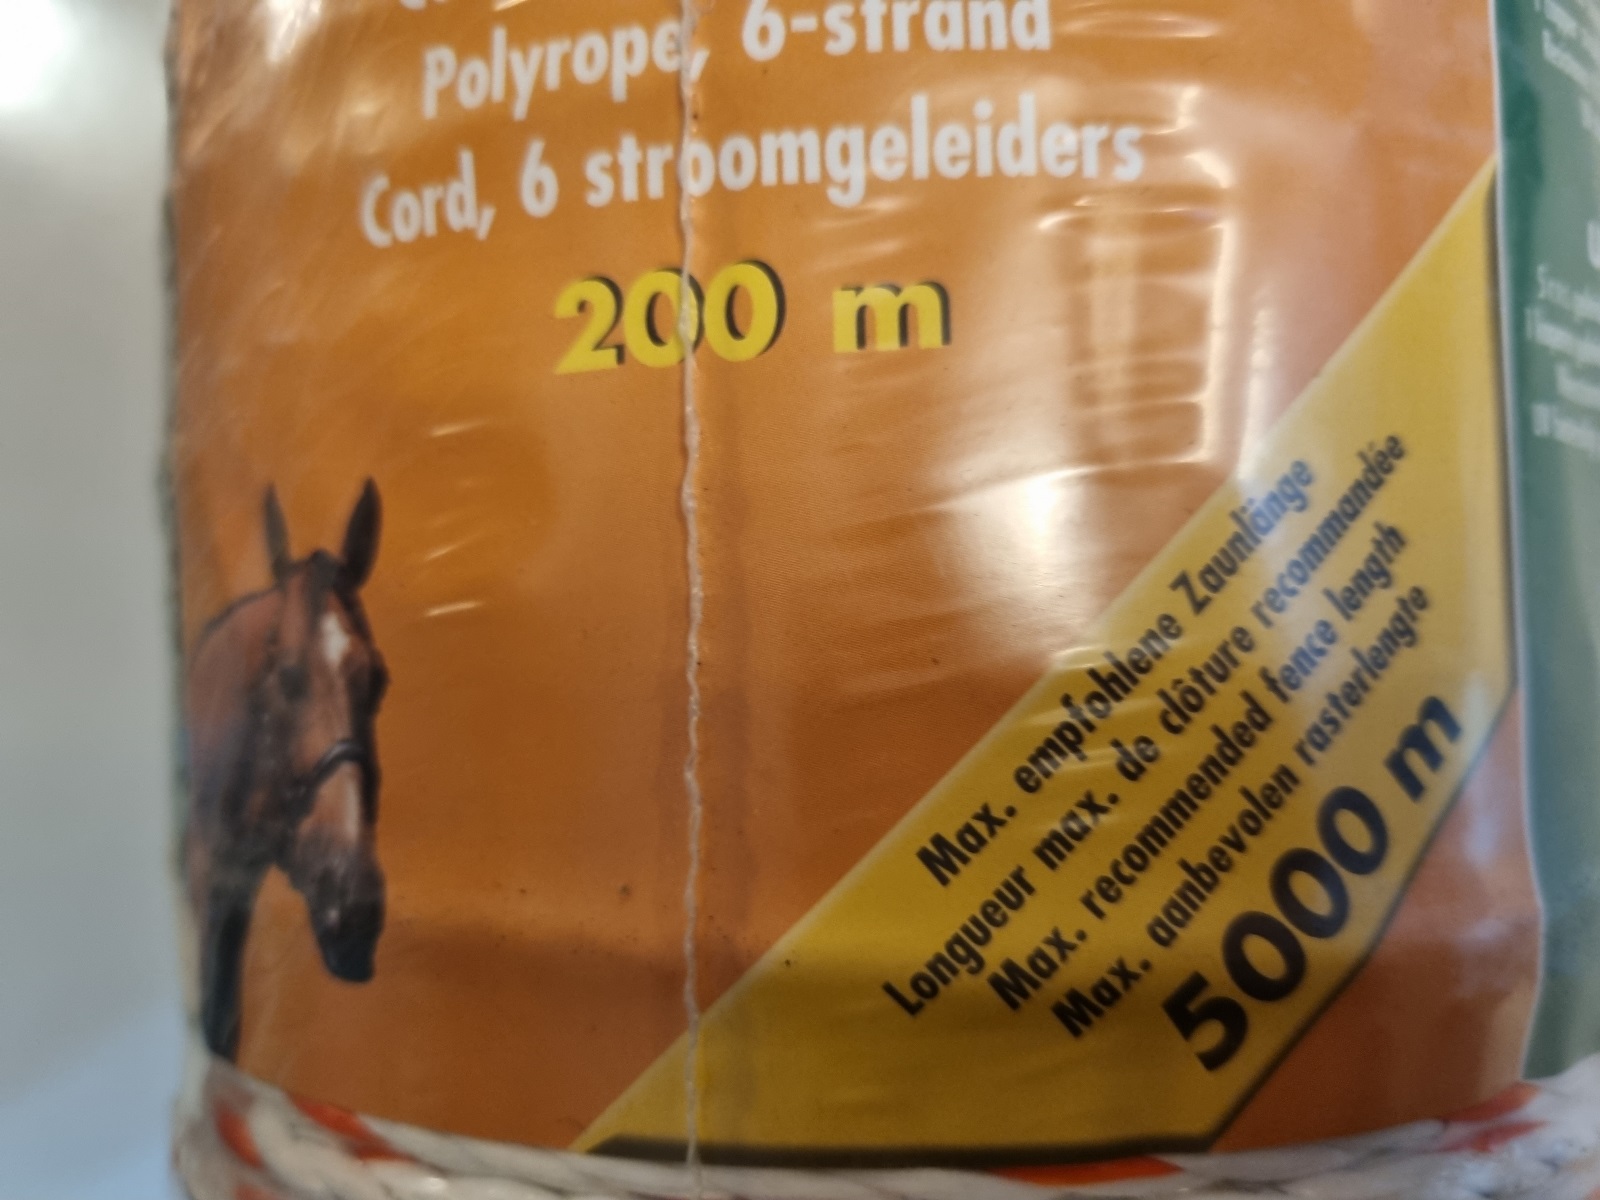 Polyrope, 6-strand
Cord, 6 stroomgeleiders
200 m
Max. empfohlene Zaunlänge
Longueur max. de clôture recommandée
Max. recommended fence length
Max. aanbevolen rasterlengte
5000 m